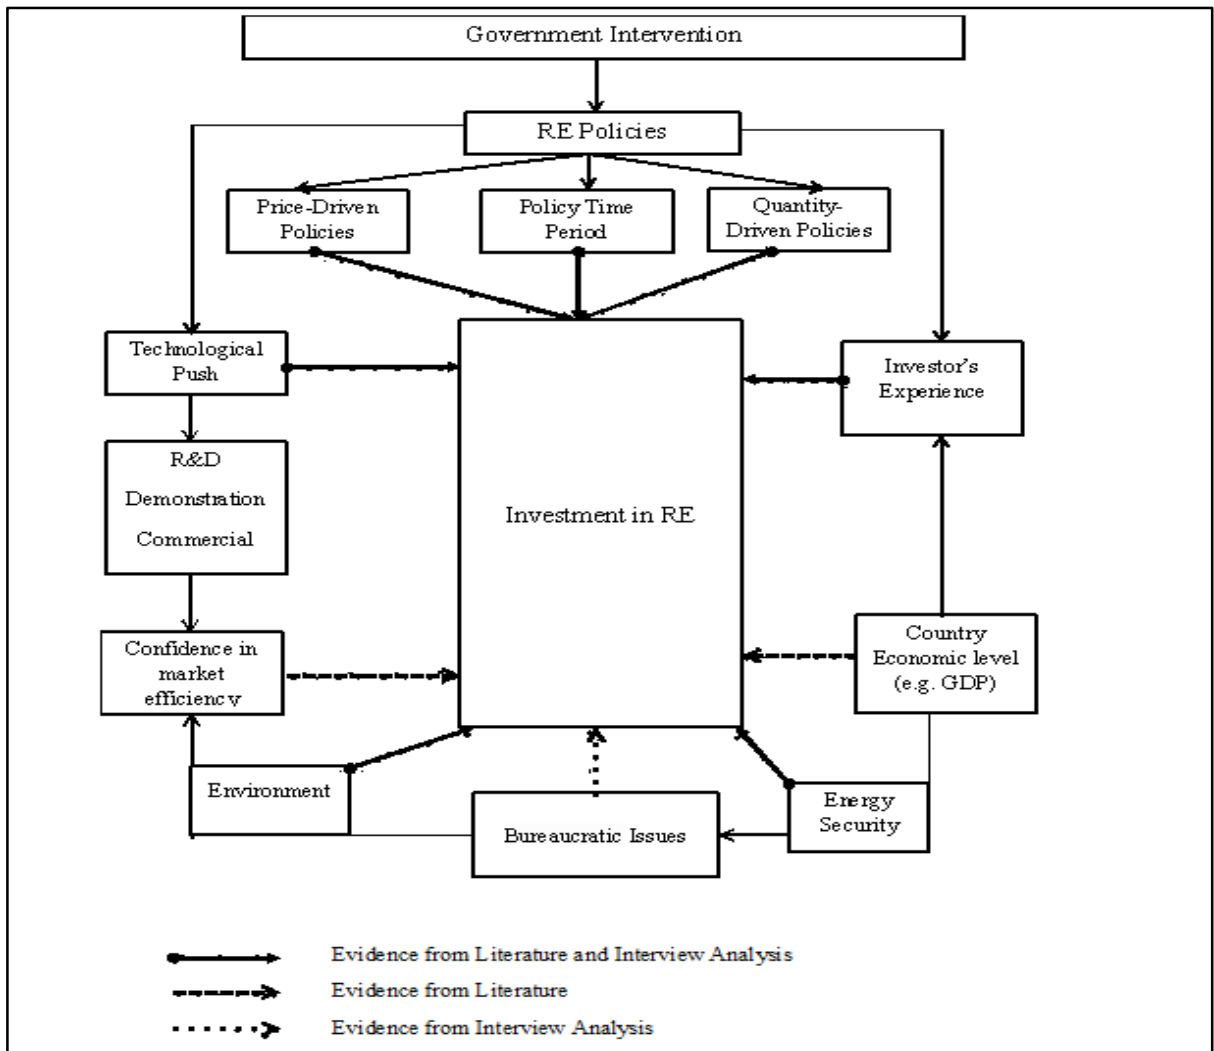 Government Intervention
RE Policies
Price-Driven
Policies
Policy Time
Period
Quantity-
Driven Policies
Technological
Push
Investor's
Experience
R&D
Demonstration
Commercial
Investment in RE
Confidence in
market
efficiency
Country
Economic level
(e.g. GDP)
Environment
Bureaucratic Issues
Energy
Security
Evidence from Literature and Interview Analysis
Evidence from Literature
Evidence from Interview Analysis